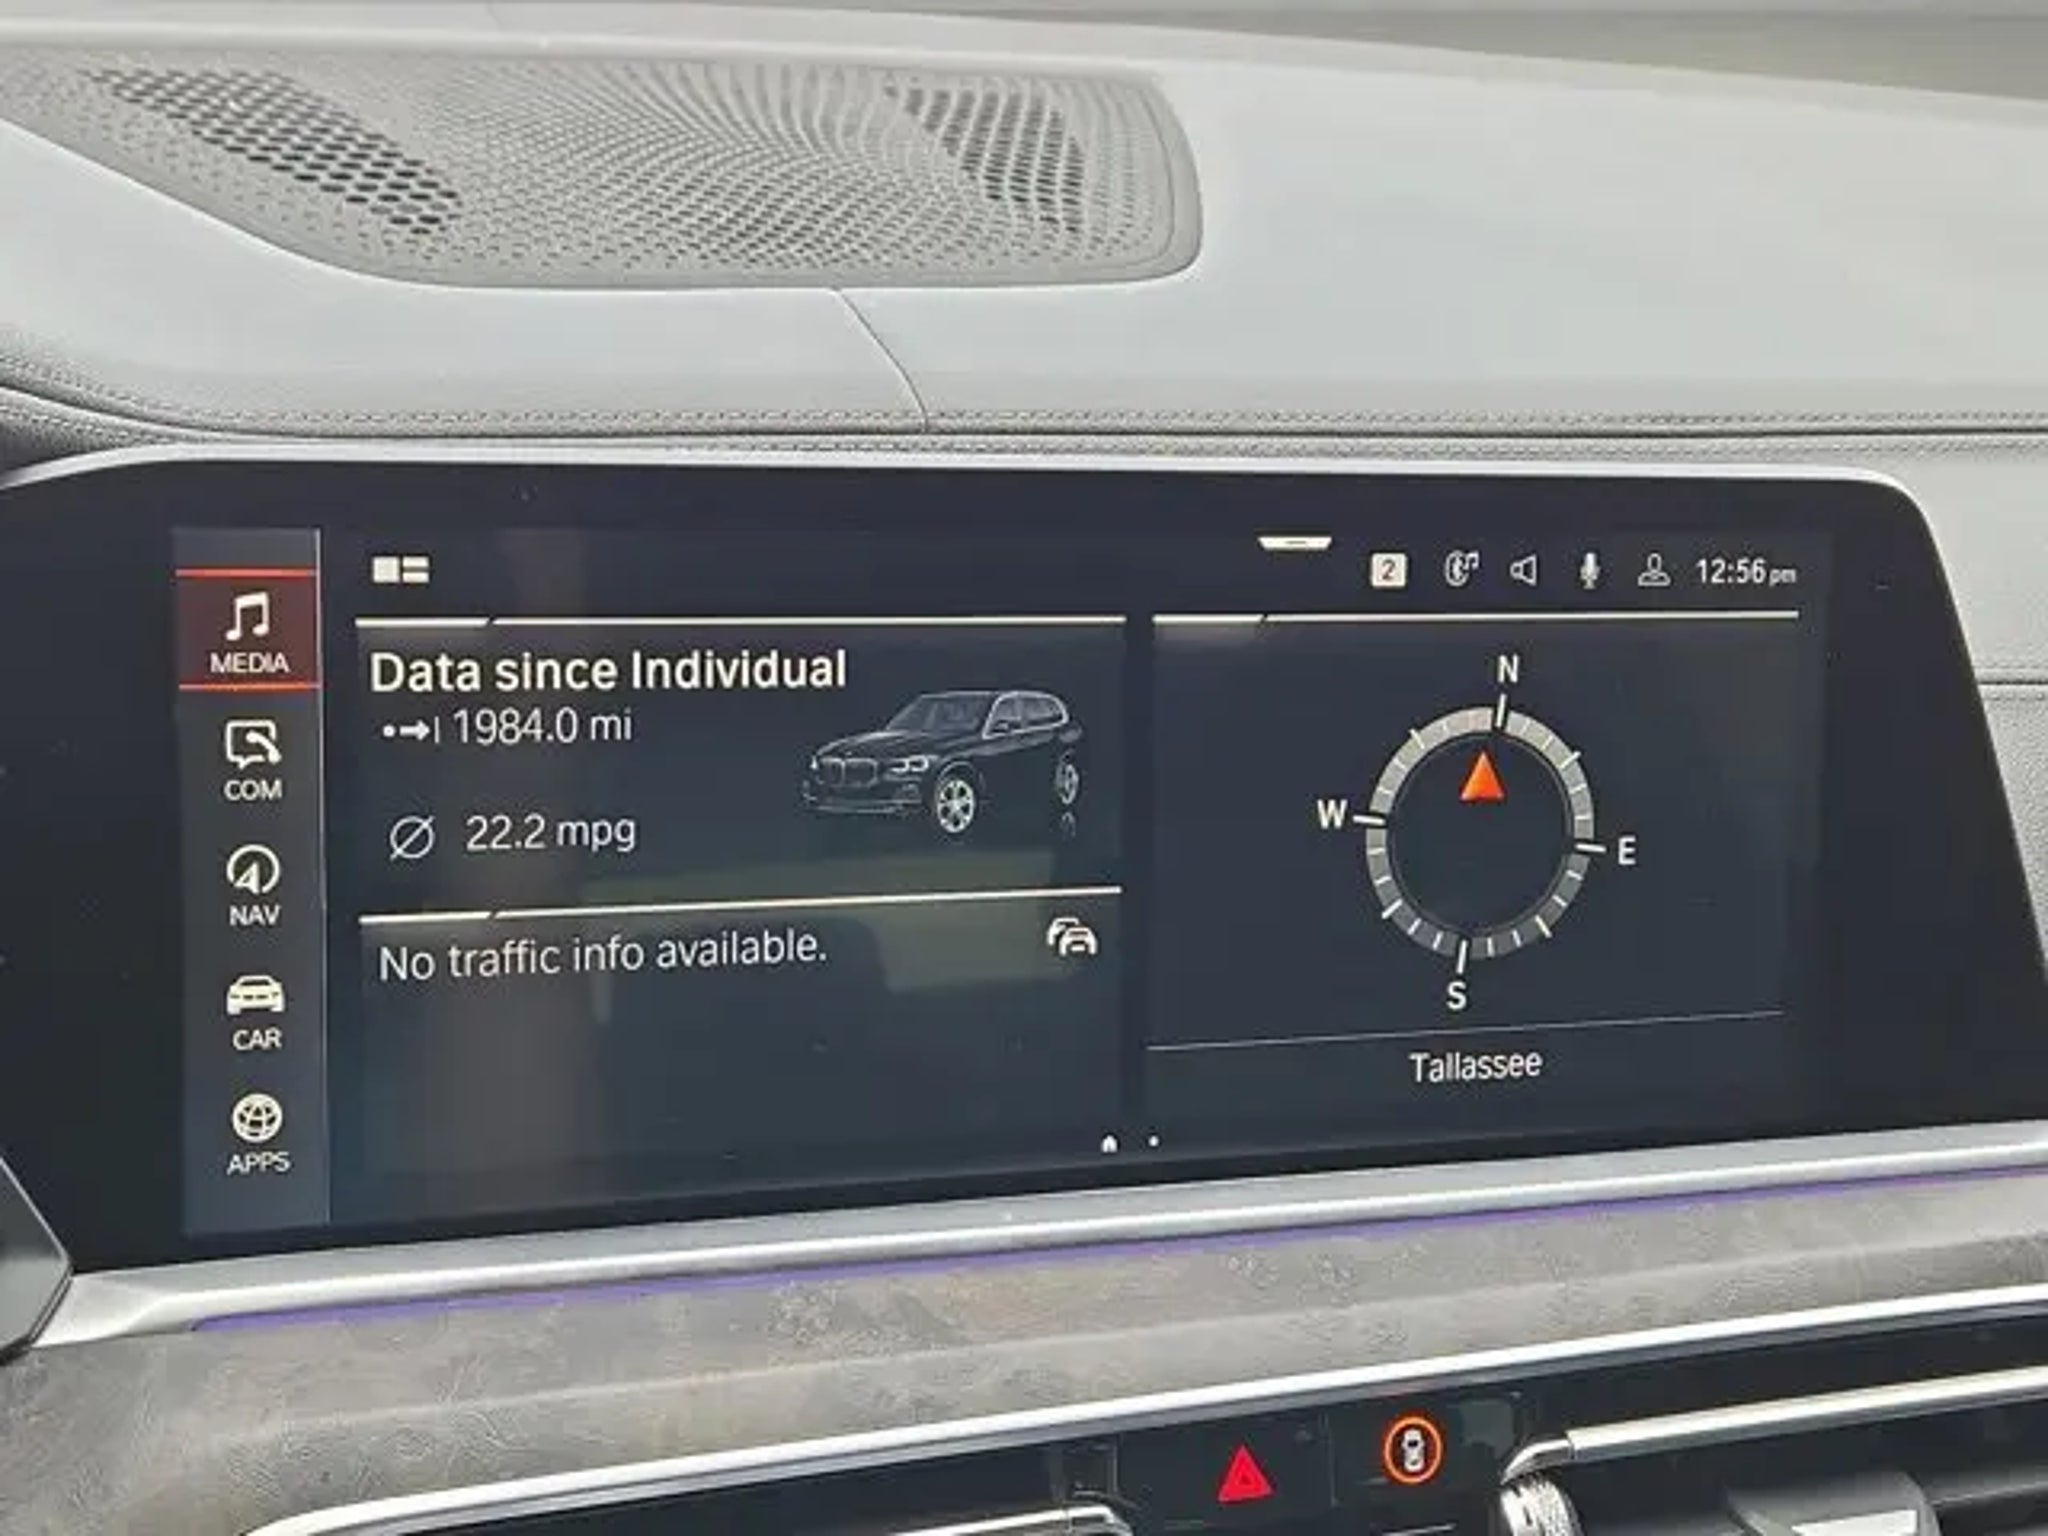 2 12:56 pm
MEDIA
COM
NAV
CAR
APPS
Data since Individual
1984.0 mi
22.2 mpg
No traffic info available.
N
W
E
S
Tallassee